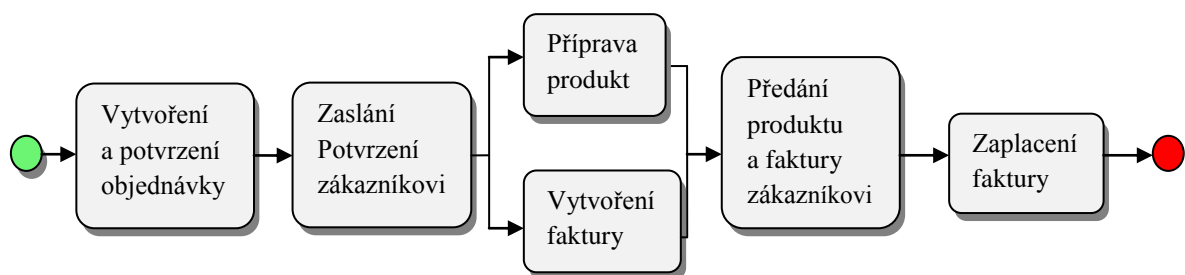 Vytvoření
a potvrzení
objednávky
Zaslání
Potvrzení
zákazníkovi
Příprava
produkt
Vytvoření
faktury
Předání
produktu
a faktury
zákazníkovi
Zaplacení
faktury